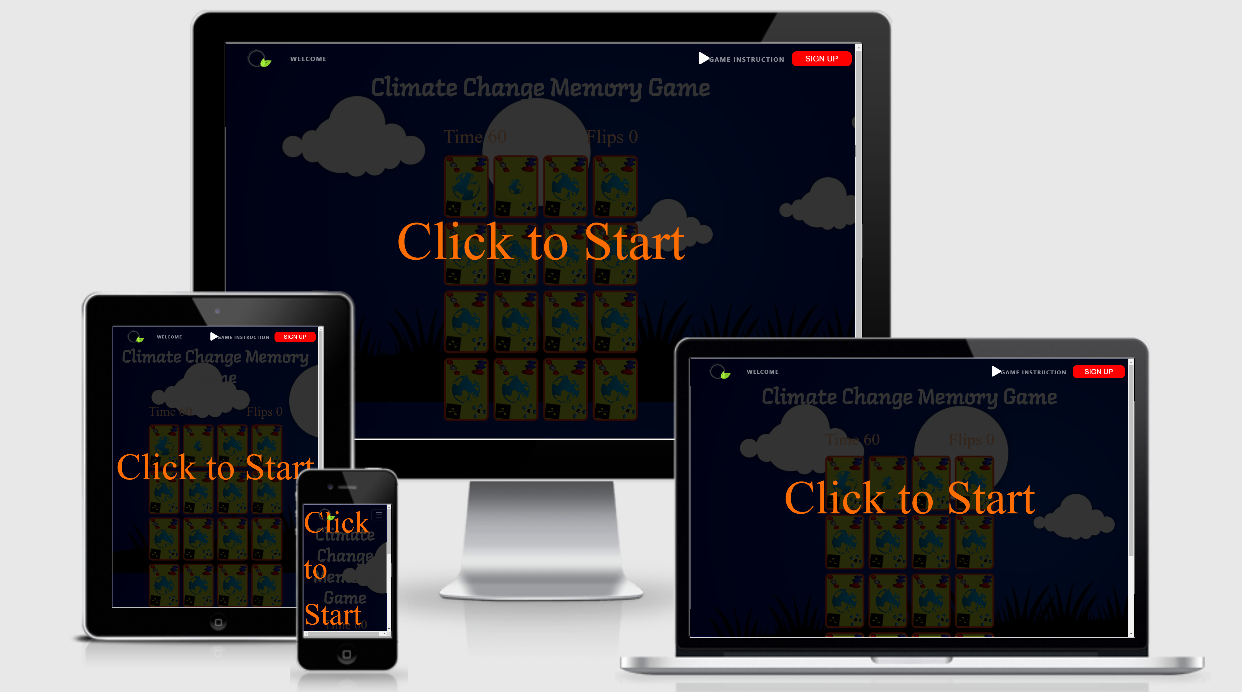 WELCOME
GAME INSTRUCTION
SIGN UP
Climate Change Memory Game
Time 60
Flips 0
Click to Start
WELCOME
GAME INSTRUCTION
SIGN UP
Climate Change Memory
Game
Time 60
Flips 0
Click to Start
Click
to
Start
Climate
Change
Memory
Game
Time 60
WELCOME
GAME INSTRUCTION
SIGN UP
Climate Change Memory Game
Time 60
Flips 0
Click to Start